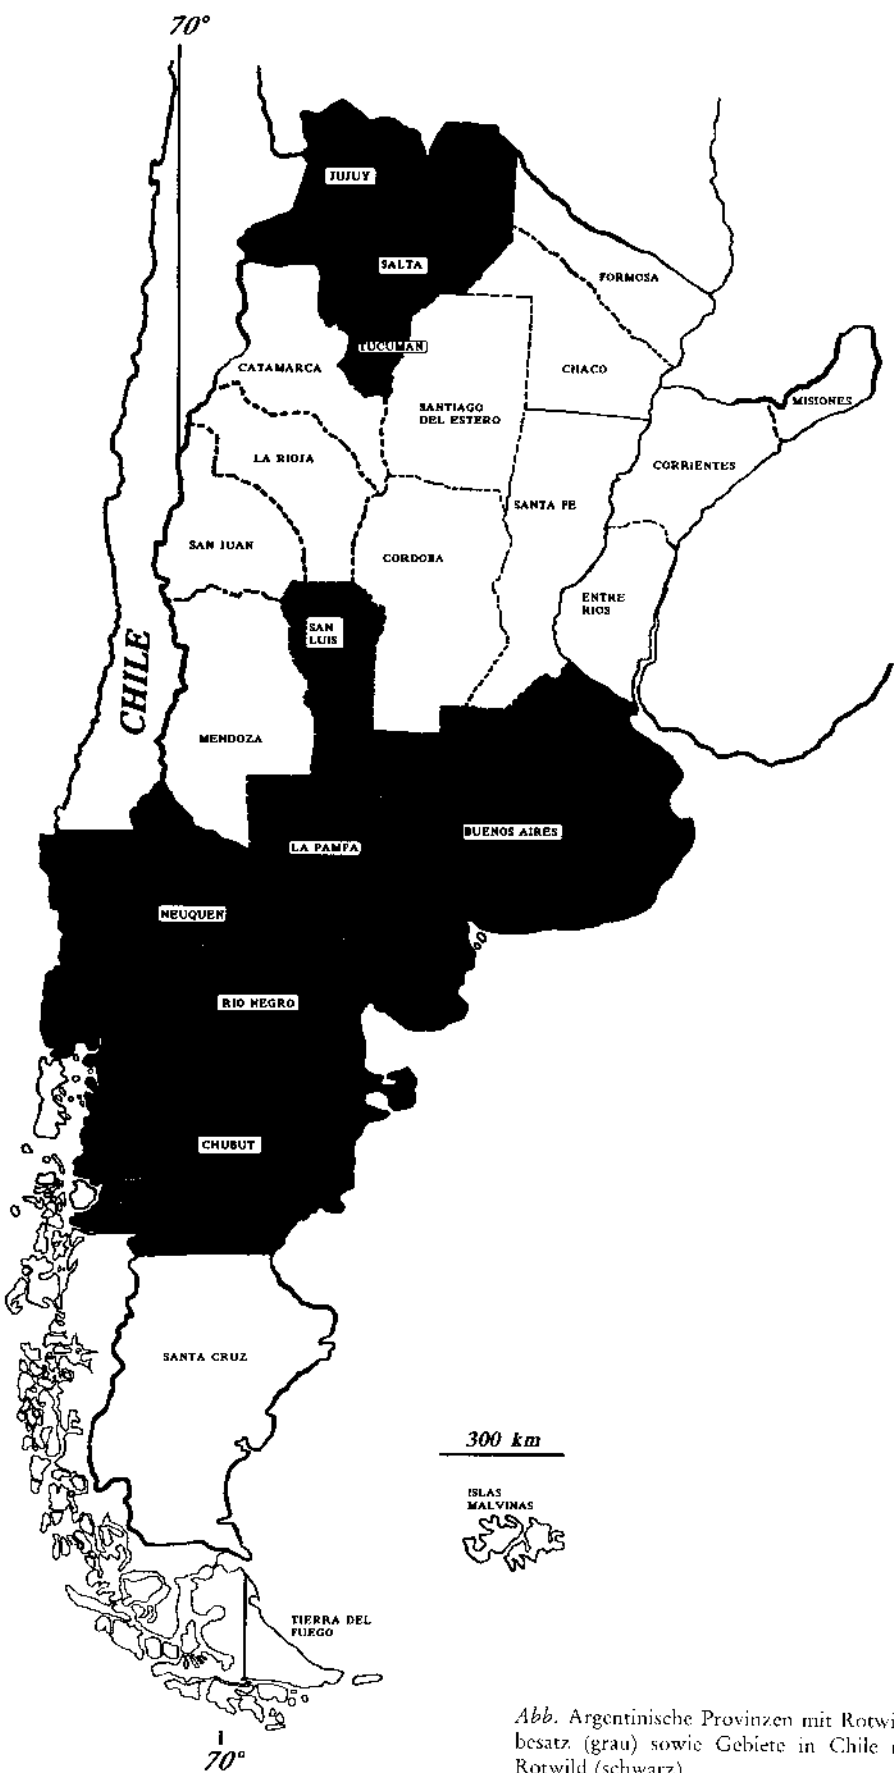 70°
JUJUY
SALTA
FORMOSA
TUCUMAN
CATAMARCA
CHACO
MISIONES
SANTIAGO
DEL ESTERO
LA RIOJA
CORRIENTES
SANTA FE
SAN JUAN
CORDOBA
ENTRE
RIOS
SAN
LUIS
CHILE
MENDOZA
BUENOS AIRES
LA PAMPA
NEUQUEN
RIO NEGRO
CHUBUT
SANTA CRUZ
300 km
ISLAS
MALVINAS
TIERRA DEL
FUEGO
70°
Abb. Argentinische Provinzen mit Rotwi
besatz (grau) sowie Gebiete in Chile
Rotwild (schwarz)